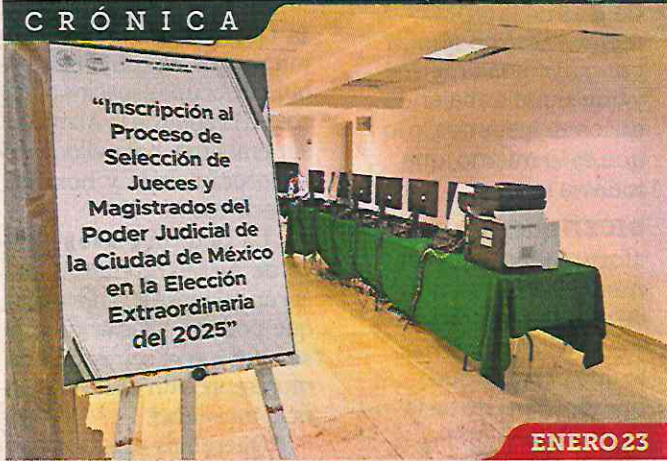 CRÓNICA
“Inscripción al
Proceso de
Selección de
Jueces y
Magistrados del
Poder Judicial de
la Ciudad de México
en la Elección
Extraordinaria
del 2025”
ENERO 23